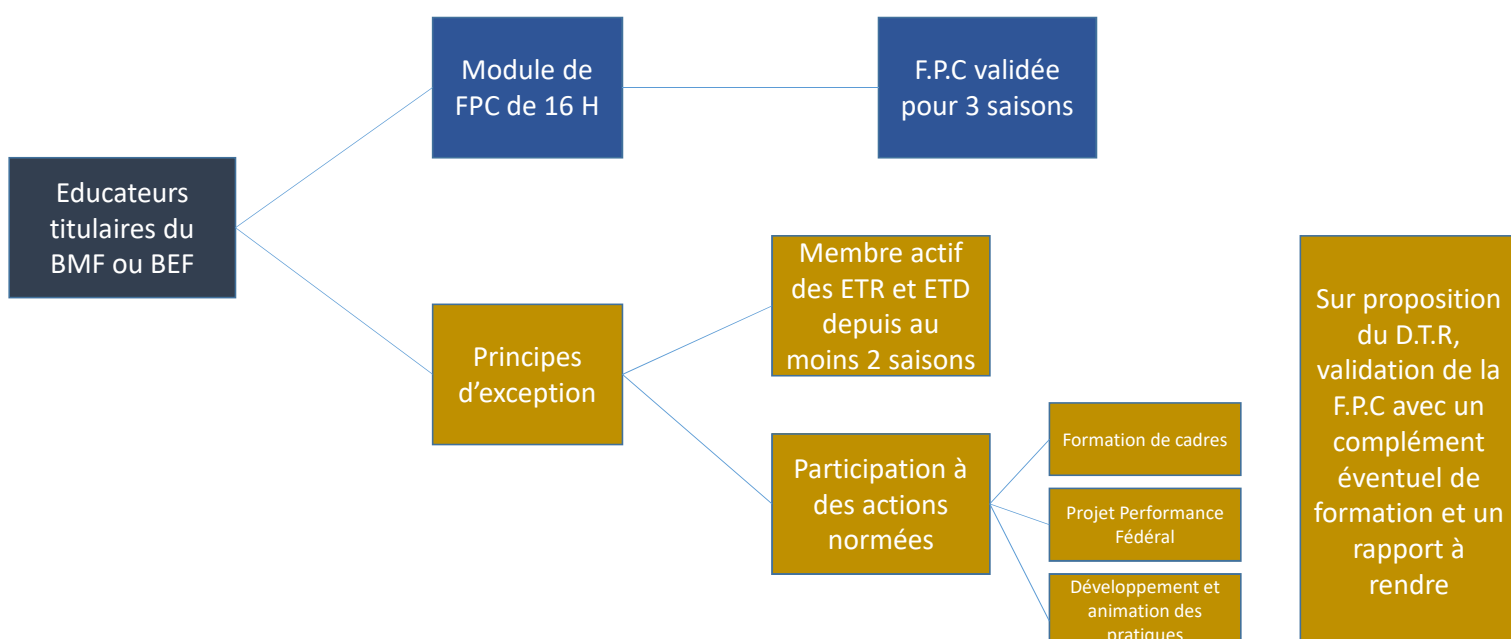 Module de
FPC de 16 H
F.P.C validée
pour 3 saisons
Educateurs
titulaires du
BMF ou BEF
Principes
d’exception
Membre actif
des ETR et ETD
depuis au
moins 2 saisons
Participation à
des actions
normées
Formation de cadres
Projet Performance
Fédéral
Développement et
animation des
pratiques
Sur proposition
du D.T.R,
validation de la
F.P.C avec un
complément
éventuel de
formation et un
rapport à
rendre